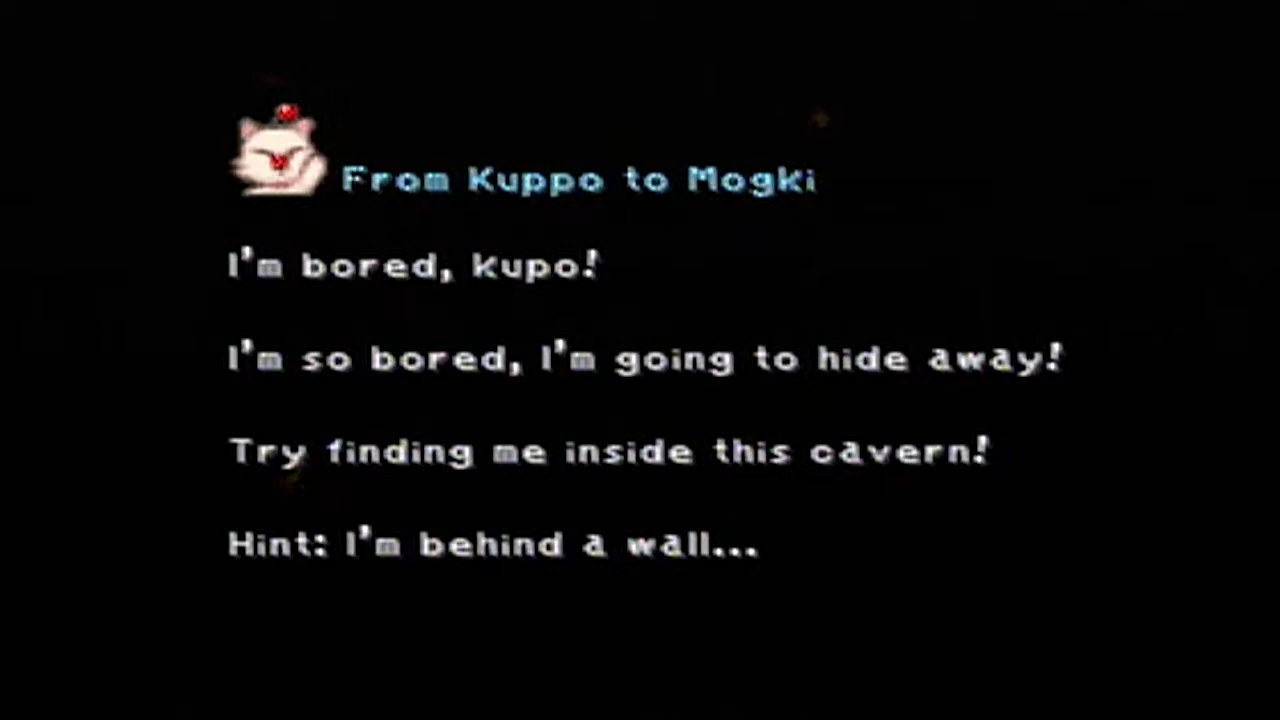 From Kuppo to Mogki
I'm bored, kupo!
I'm so bored, I'm going to hide away!
Try finding me inside this cavern!
Hint: I'm behind a wall...